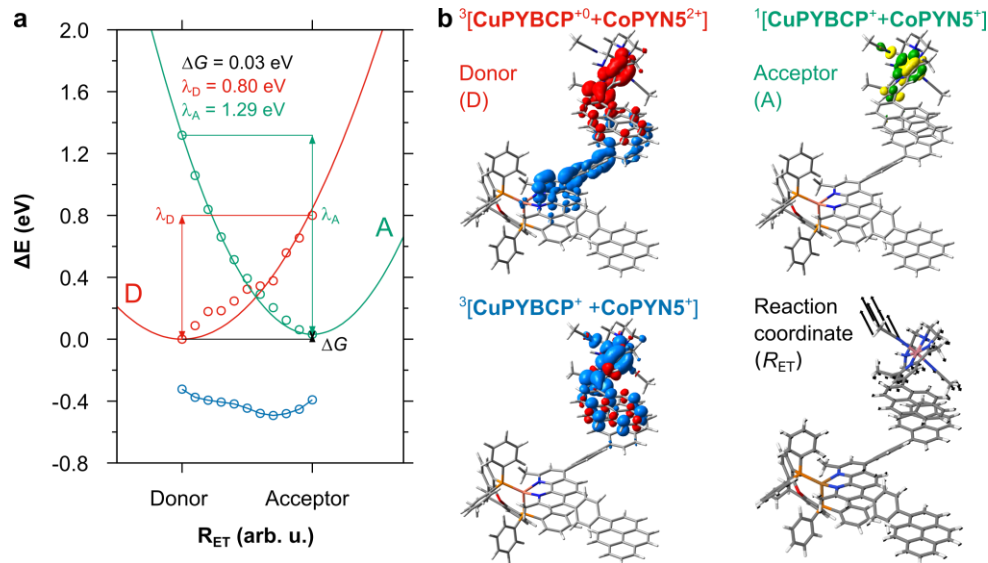 a
2.0
1.6
1.2
0.8
0.4
0.0
-0.4
-0.8
ΔE (eV)
ΔG = 0.03 eV
λD = 0.80 eV
λA = 1.29 eV
λD
λA
D
A
ΔG
Donor
Acceptor
RET (arb. u.)
b
³[CuPYBCP⁺⁰+CoPYN5²⁺]
Donor
(D)
¹[CuPYBCP⁺+CoPYN5⁺]
Acceptor
(A)
³[CuPYBCP⁺ +CoPYN5⁺]
Reaction
coordinate
(RET)